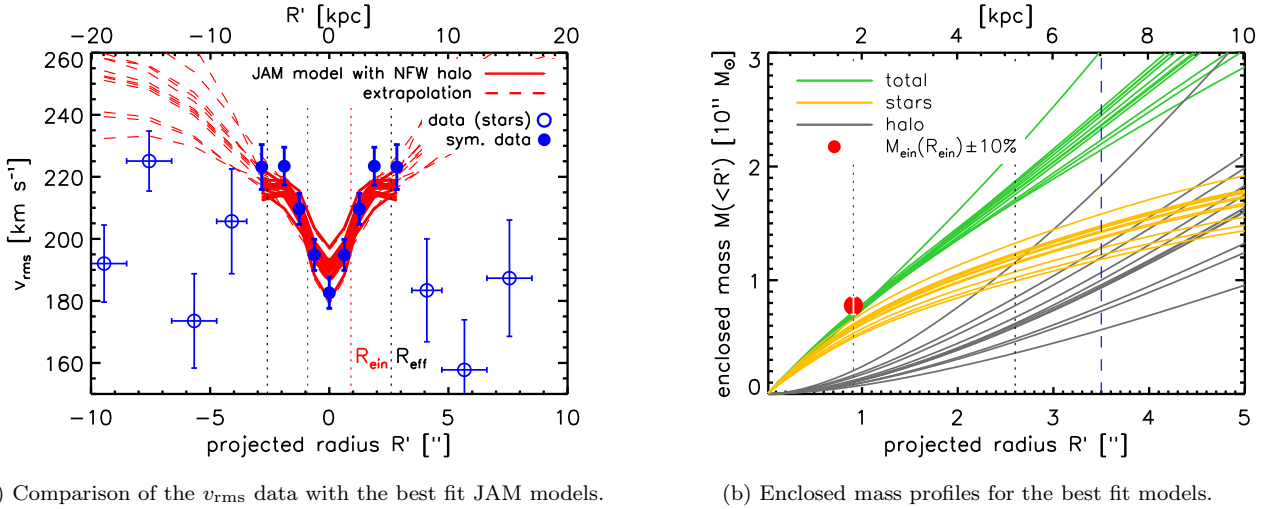 R' [kpc]
−20 −10 0 10 20
260
240
220
200
180
160
v_rms [km s⁻¹]
JAM model with NFW halo
extrapolation
data (stars)
sym. data
R_ein R_eff
−10 −5 0 5 10
projected radius R' ["]
) Comparison of the v_rms data with the best fit JAM models.
[kpc]
2 4 6 8 10
3
2
1
0
enclosed mass M(<R') [10¹¹ M☉]
total
stars
halo
M_ein(R_ein)±10%
1 2 3 4 5
projected radius R' ["]
(b) Enclosed mass profiles for the best fit models.